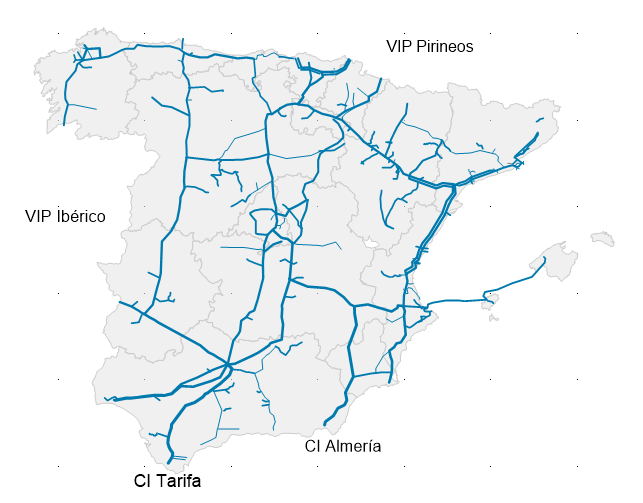 VIP Pirineos
VIP Ibérico
CI Almería
CI Tarifa